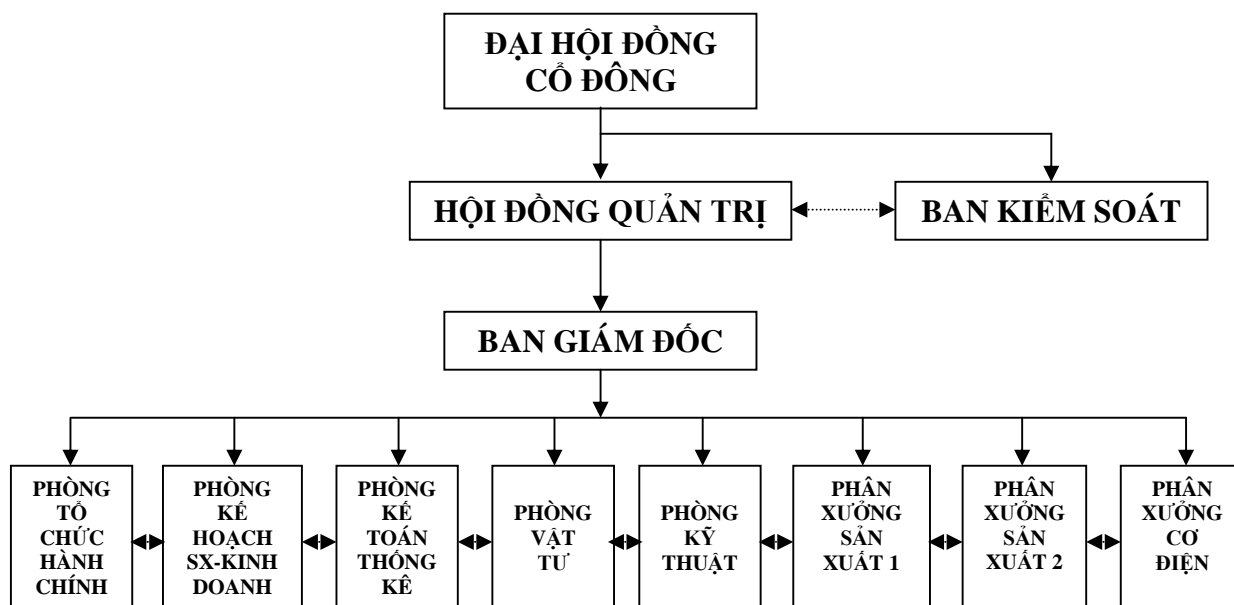 ĐẠI HỘI ĐỒNG
CỔ ĐÔNG
HỘI ĐỒNG QUẢN TRỊ
BAN KIỂM SOÁT
BAN GIÁM ĐỐC
PHÒNG
TỔ
CHỨC
HÀNH
CHÍNH
PHÒNG
KẾ
HOẠCH
SX-KINH
DOANH
PHÒNG
KẾ
TOÁN
THỐNG
KÊ
PHÒNG
VẬT
TƯ
PHÒNG
KỸ
THUẬT
PHÂN
XƯỞNG
SẢN
XUẤT 1
PHÂN
XƯỞNG
SẢN
XUẤT 2
PHÂN
XƯỞNG
CƠ
ĐIỆN